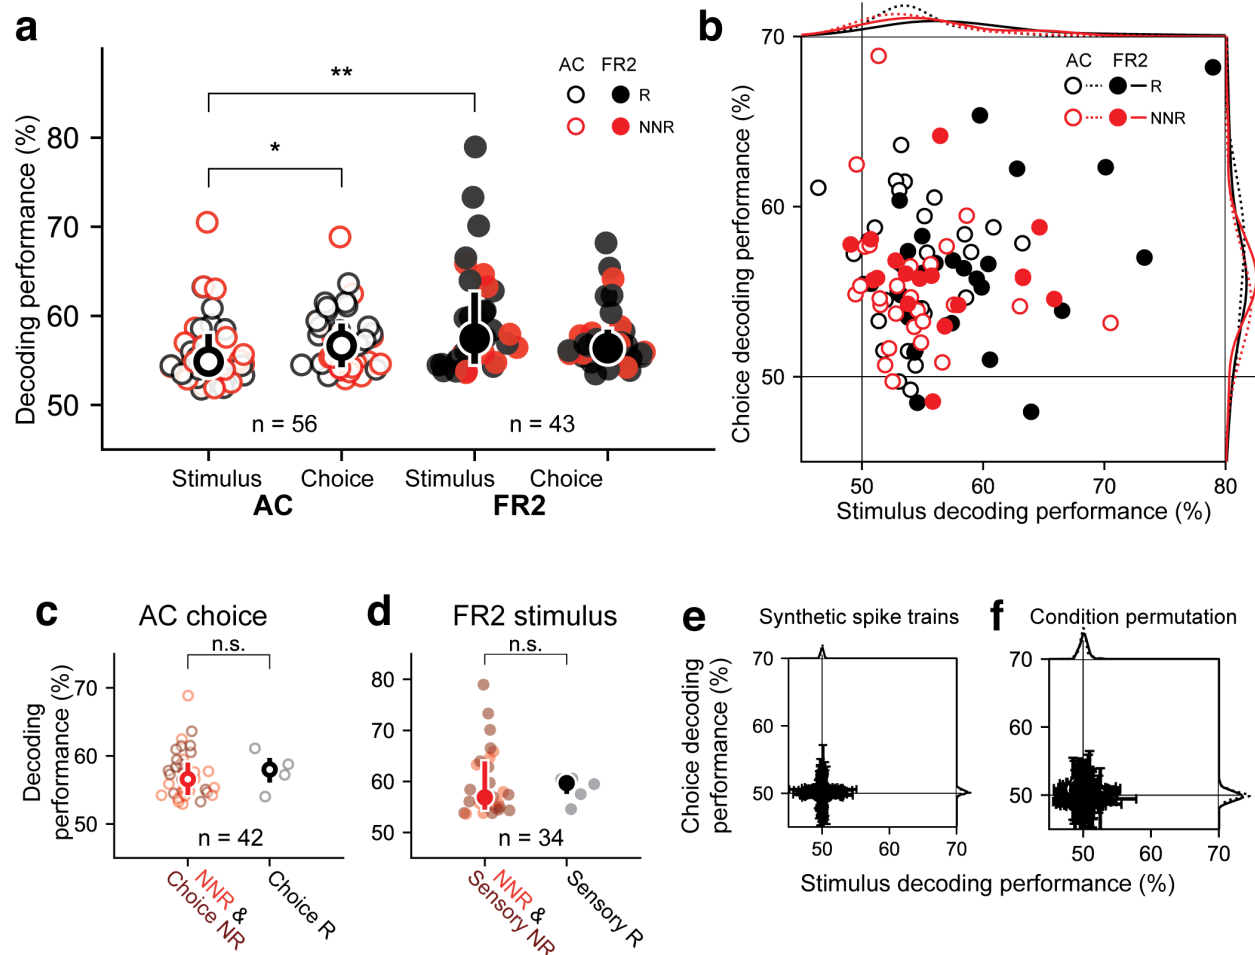 a
Decoding performance (%)
80
70
60
50
**
*
AC FR2
R
NNR
n = 56
n = 43
Stimulus Choice Stimulus Choice
AC FR2
b
Choice decoding performance (%)
70
60
50
AC FR2
R
NNR
50 60 70 80
Stimulus decoding performance (%)
c
AC choice
n.s.
Decoding
performance (%)
70
60
50
n = 42
NNR &
Choice NR
Choice R
d
FR2 stimulus
n.s.
80
70
60
50
n = 34
NNR &
Sensory NR
Sensory R
e
Synthetic spike trains
Choice decoding
performance (%)
70
60
50
50 60 70
f
Condition permutation
70
60
50
50 60 70
Stimulus decoding performance (%)